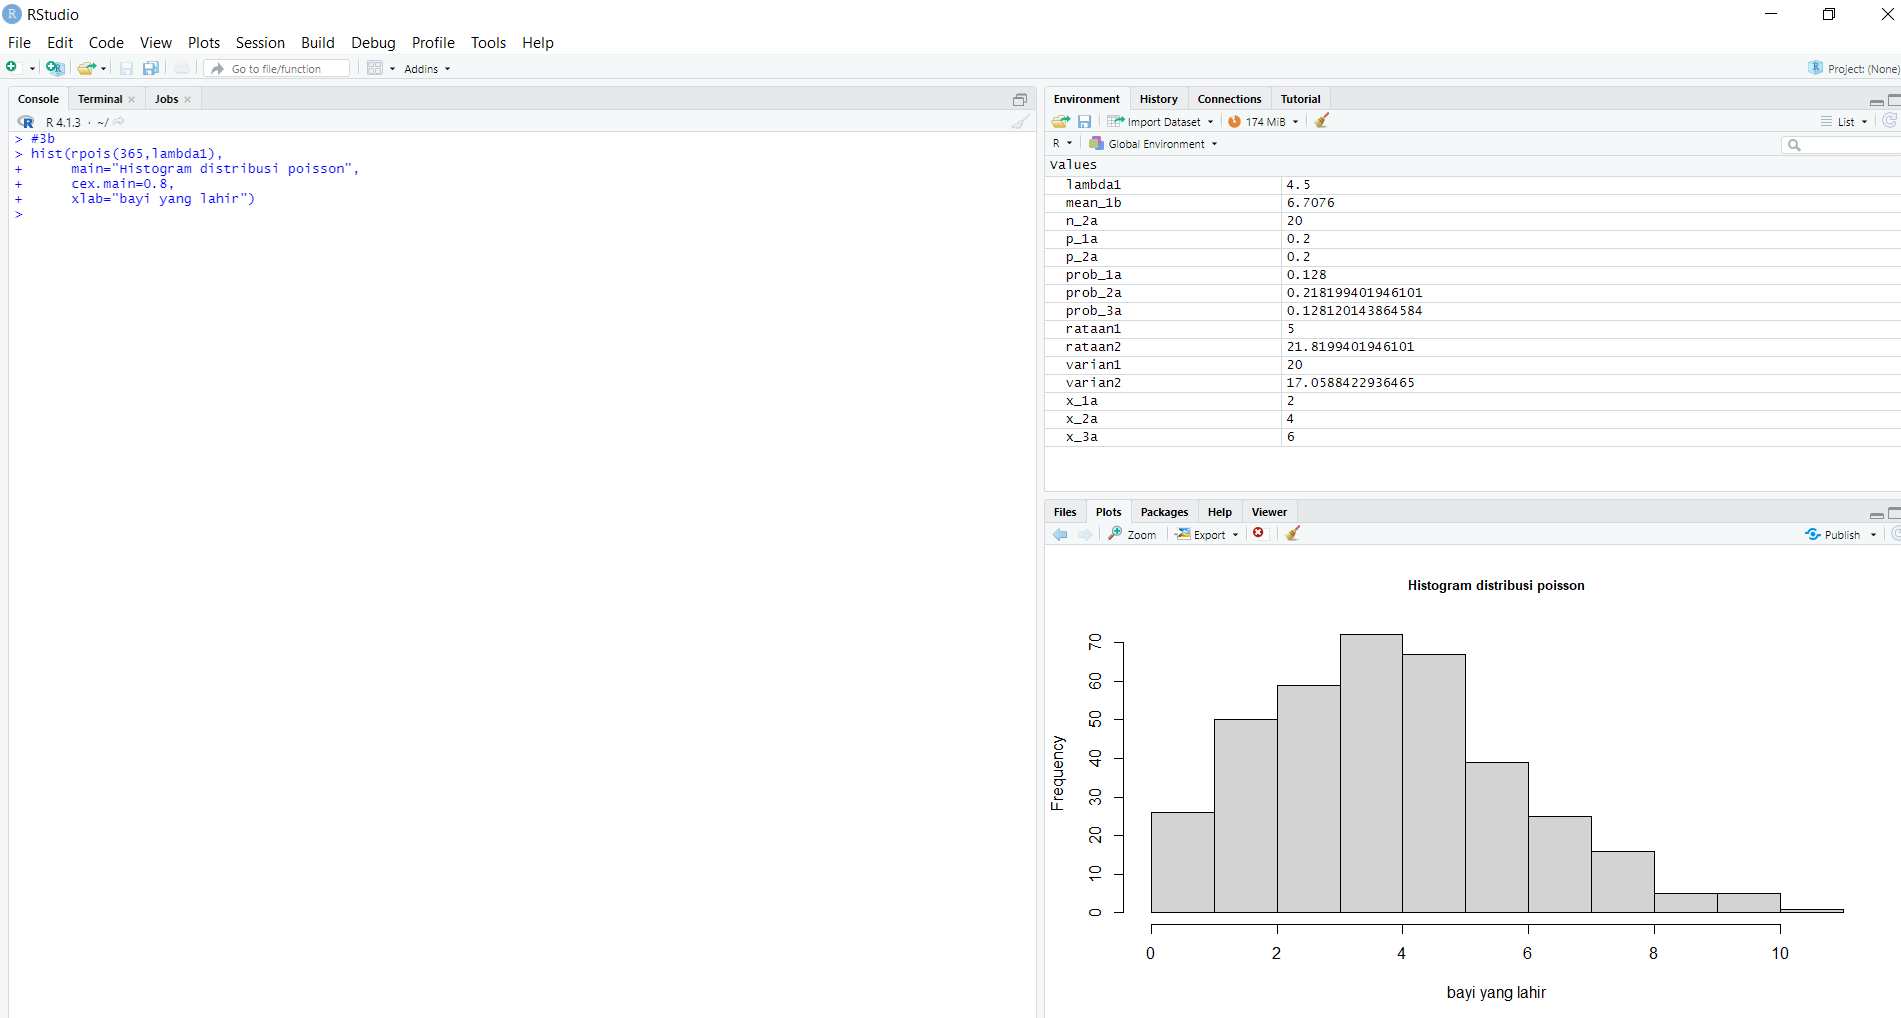 RStudio
File Edit Code View Plots Session Build Debug Profile Tools Help
Go to file/function Addins Project: (None)
Console Terminal Jobs
R 4.1.3 · ~/
> #3b
> hist(rpois(365,lambda1),
+ main="Histogram distribusi poisson",
+ cex.main=0.8,
+ xlab="bayi yang lahir")
>
Environment History Connections Tutorial
Import Dataset 174 MiB List
R Global Environment
Values
lambda1 4.5
mean_1b 6.7076
n_2a 20
p_1a 0.2
p_2a 0.2
prob_1a 0.128
prob_2a 0.218199401946101
prob_3a 0.128120143864584
rataan1 5
rataan2 21.8199401946101
varian1 20
varian2 17.0588422936465
x_1a 2
x_2a 4
x_3a 6
Files Plots Packages Help Viewer
Zoom Export Publish
Histogram distribusi poisson
Frequency
70
60
50
40
30
20
10
0
0 2 4 6 8 10
bayi yang lahir